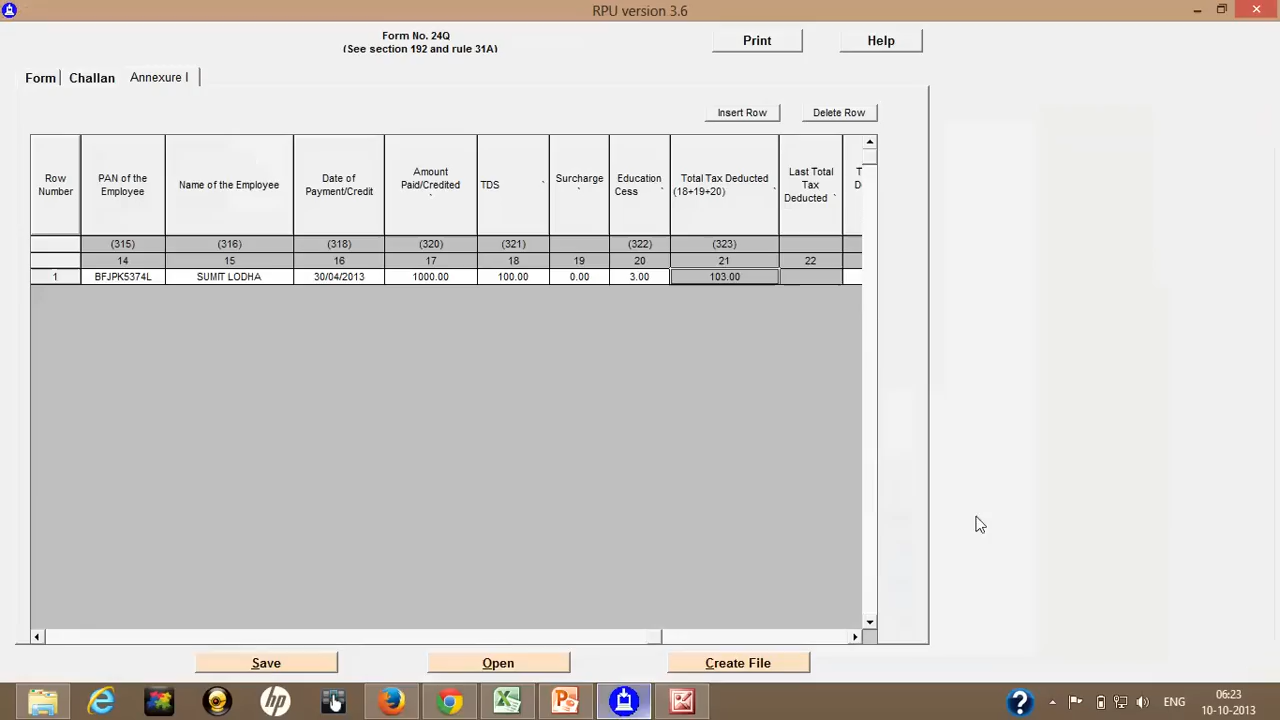 RPU version 3.6
Form No. 24Q
(See section 192 and rule 31A)
Print
Help
Form
Challan
Annexure I
Insert Row
Delete Row
Row Number
PAN of the Employee
Name of the Employee
Date of Payment/Credit
Amount Paid/Credited `
TDS `
Surcharge `
Education Cess `
Total Tax Deducted (18+19+20) `
Last Total Tax Deducted `
(315) (316) (318) (320) (321) (322) (323)
14 15 16 17 18 19 20 21 22
1 BFJPK5374L SUMIT LODHA 30/04/2013 1000.00 100.00 0.00 3.00 103.00
Save
Open
Create File
hp
ENG
06:23
10-10-2013